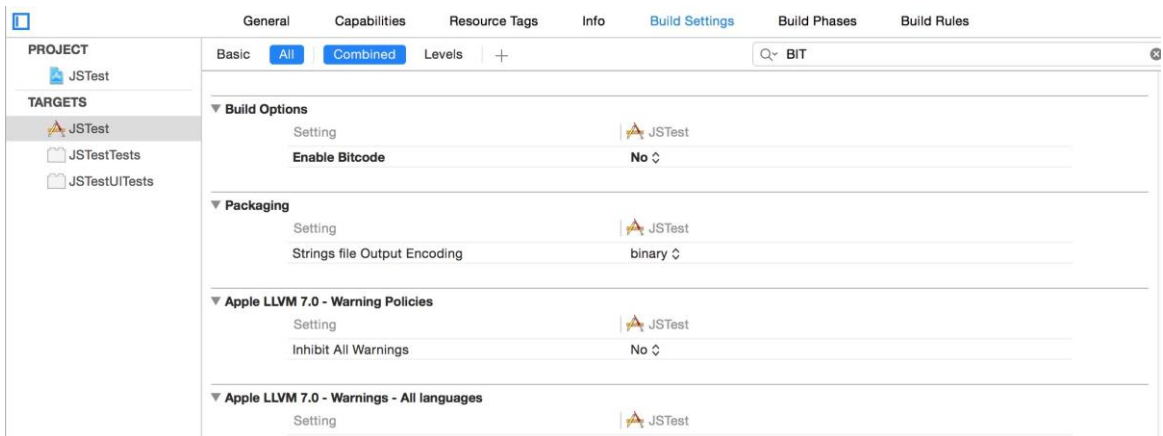 General Capabilities Resource Tags Info Build Settings Build Phases Build Rules
PROJECT
JSTest
TARGETS
JSTest
JSTestTests
JSTestUITests
Basic All Combined Levels + BIT
Build Options
Setting JSTest
Enable Bitcode No
Packaging
Setting JSTest
Strings file Output Encoding binary
Apple LLVM 7.0 - Warning Policies
Setting JSTest
Inhibit All Warnings No
Apple LLVM 7.0 - Warnings - All languages
Setting JSTest